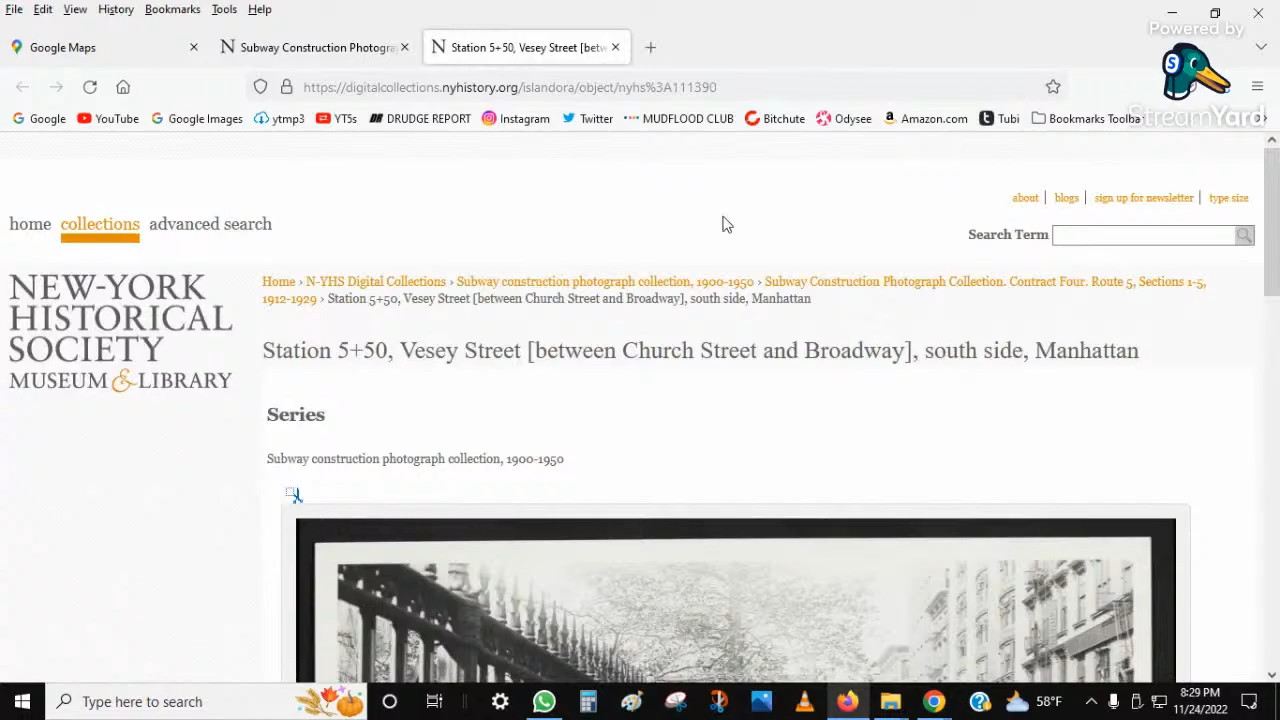 File Edit View History Bookmarks Tools Help
Powered by
StreamYard
Google Maps
Subway Construction Photogra
Station 5+50, Vesey Street [betw
https://digitalcollections.nyhistory.org/islandora/object/nyhs%3A111390
Google YouTube Google Images ytmp3 YT5s DRUDGE REPORT Instagram Twitter MUDFLOOD CLUB Bitchute Odysee Amazon.com Tubi Bookmarks Toolbar
about blogs sign up for newsletter type size
home collections advanced search
Search Term
NEW-YORK
HISTORICAL
SOCIETY
MUSEUM & LIBRARY
Home › N-YHS Digital Collections › Subway construction photograph collection, 1900-1950 › Subway Construction Photograph Collection. Contract Four. Route 5, Sections 1-5,
1912-1929 › Station 5+50, Vesey Street [between Church Street and Broadway], south side, Manhattan
Station 5+50, Vesey Street [between Church Street and Broadway], south side, Manhattan
Series
Subway construction photograph collection, 1900-1950
Type here to search
58°F
8:29 PM
11/24/2022